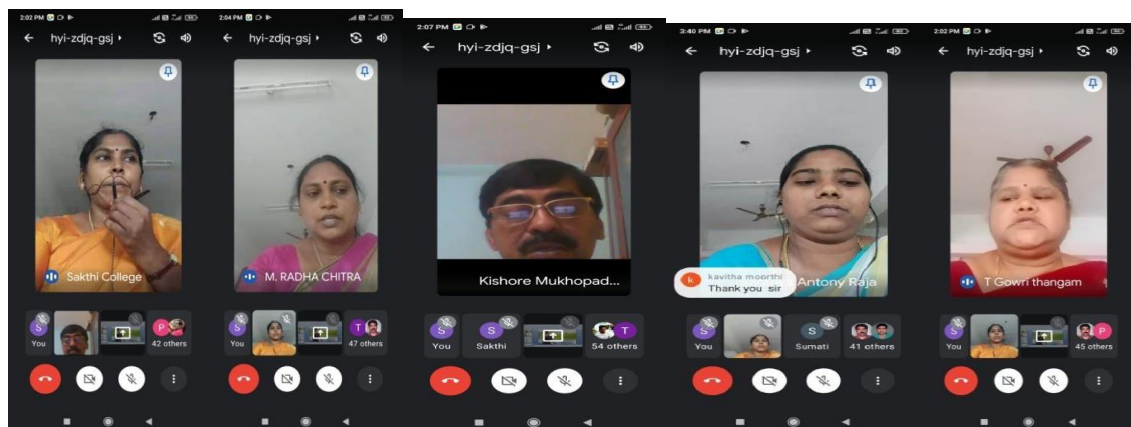 2:02 PM
hyi-zdjq-gsj
Sakthi College
S
You
P
42 others
2:04 PM
hyi-zdjq-gsj
M. RADHA CHITRA
S
You
T
47 others
2:07 PM
hyi-zdjq-gsj
Kishore Mukhopad...
S
You
S
Sakthi
T
54 others
3:40 PM
hyi-zdjq-gsj
k
kavitha moorthi
Thank you sir
Antony Raja
S
You
S
Sumati
41 others
2:02 PM
hyi-zdjq-gsj
T Gowri thangam
S
You
P
45 others